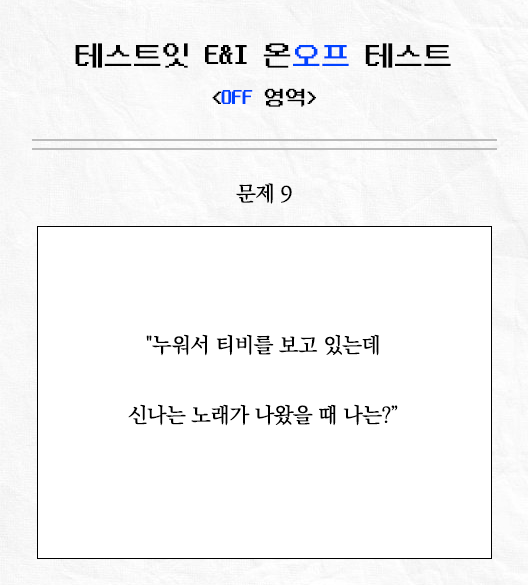 테스트잇 E&I 온오프 테스트
<OFF 영역>
문제 9
"누워서 티비를 보고 있는데
신나는 노래가 나왔을 때 나는?”